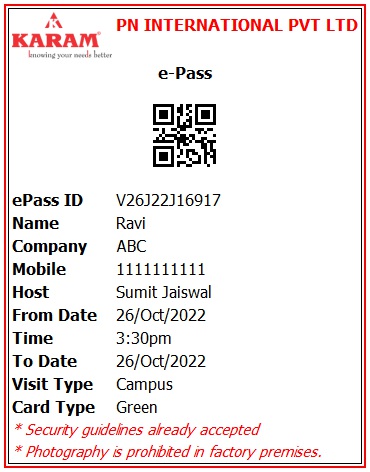 PN INTERNATIONAL PVT LTD
KARAM®
knowing your needs better
e-Pass
ePass ID V26J22J16917
Name Ravi
Company ABC
Mobile 1111111111
Host Sumit Jaiswal
From Date 26/Oct/2022
Time 3:30pm
To Date 26/Oct/2022
Visit Type Campus
Card Type Green
* Security guidelines already accepted
* Photography is prohibited in factory premises.